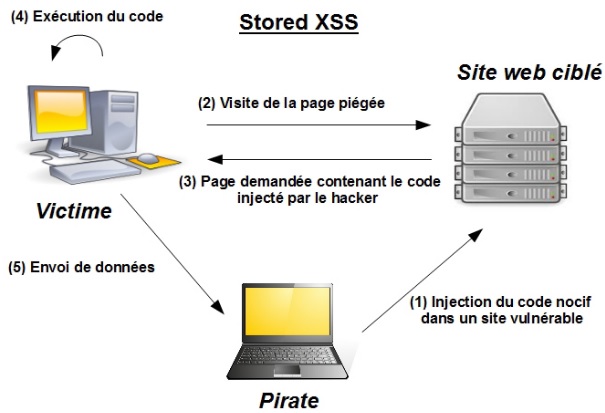 (4) Exécution du code
Stored XSS
Site web ciblé
(2) Visite de la page piégée
(3) Page demandée contenant le code
injecté par le hacker
Victime
(5) Envoi de données
(1) Injection du code nocif
dans un site vulnérable
Pirate